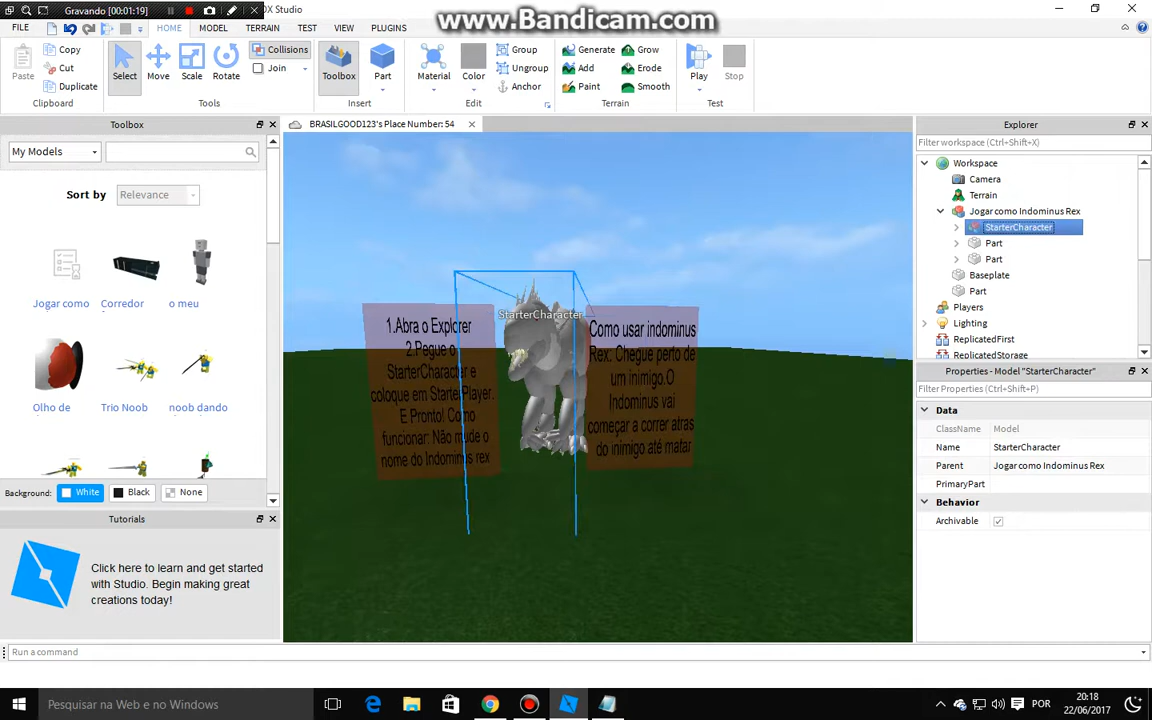 Gravando [00:01:19]
OX Studio
www.Bandicam.com
FILE HOME MODEL TERRAIN TEST VIEW PLUGINS
Paste Copy Cut Duplicate
Select Move Scale Rotate Collisions Join
Toolbox Part
Material Color Group Ungroup Anchor
Generate Add Paint Grow Erode Smooth
Play Stop
Clipboard Tools Insert Edit Terrain Test
Toolbox
My Models
Sort by Relevance
Jogar como Corredor o meu
Olho de Trio Noob noob dando
Background: White Black None
Tutorials
Click here to learn and get started
with Studio. Begin making great
creations today!
BRASILGOOD123's Place Number: 54
StarterCharacter
1.Abra o Explorer
2.Pegue o
StarterCharacter e
coloque em StarterPlayer.
E Pronto! Como
funcionar: Não mude o
nome do Indominus rex
Como usar indominus
Rex: Chegue perto de
um inimigo.O
Indominus vai
começar a correr atras
do inimigo até matar
Explorer
Filter workspace (Ctrl+Shift+X)
Workspace
Camera
Terrain
Jogar como Indominus Rex
StarterCharacter
Part
Part
Baseplate
Part
Players
Lighting
ReplicatedFirst
ReplicatedStorage
Properties - Model "StarterCharacter"
Filter Properties (Ctrl+Shift+P)
Data
ClassName Model
Name StarterCharacter
Parent Jogar como Indominus Rex
PrimaryPart
Behavior
Archivable
Run a command
Pesquisar na Web e no Windows
POR
20:18
22/06/2017